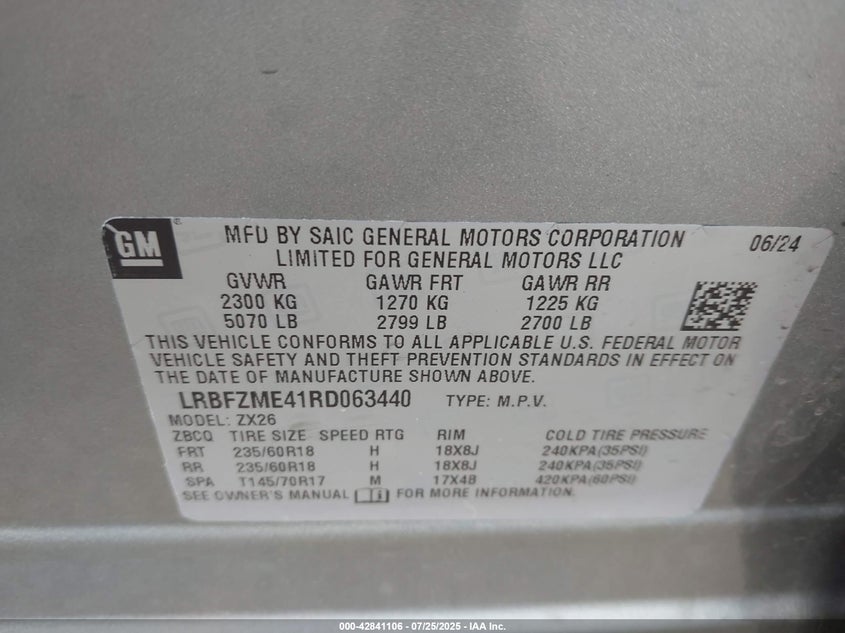 GM
MFD BY SAIC GENERAL MOTORS CORPORATION 06/24
LIMITED FOR GENERAL MOTORS LLC
GVWR GAWR FRT GAWR RR
2300 KG 1270 KG 1225 KG
5070 LB 2799 LB 2700 LB
THIS VEHICLE CONFORMS TO ALL APPLICABLE U.S. FEDERAL MOTOR
VEHICLE SAFETY AND THEFT PREVENTION STANDARDS IN EFFECT ON
THE DATE OF MANUFACTURE SHOWN ABOVE.
LRBFZME41RD063440 TYPE: M.P.V.
MODEL: ZX26
ZBCQ TIRE SIZE SPEED RTG RIM COLD TIRE PRESSURE
FRT 235/60R18 H 18X8J 240KPA(35PSI)
RR 235/60R18 H 18X8J 240KPA(35PSI)
SPA T145/70R17 M 17X4B 420KPA(60PSI)
SEE OWNER'S MANUAL FOR MORE INFORMATION.
000-42841106 - 07/25/2025 - IAA Inc.